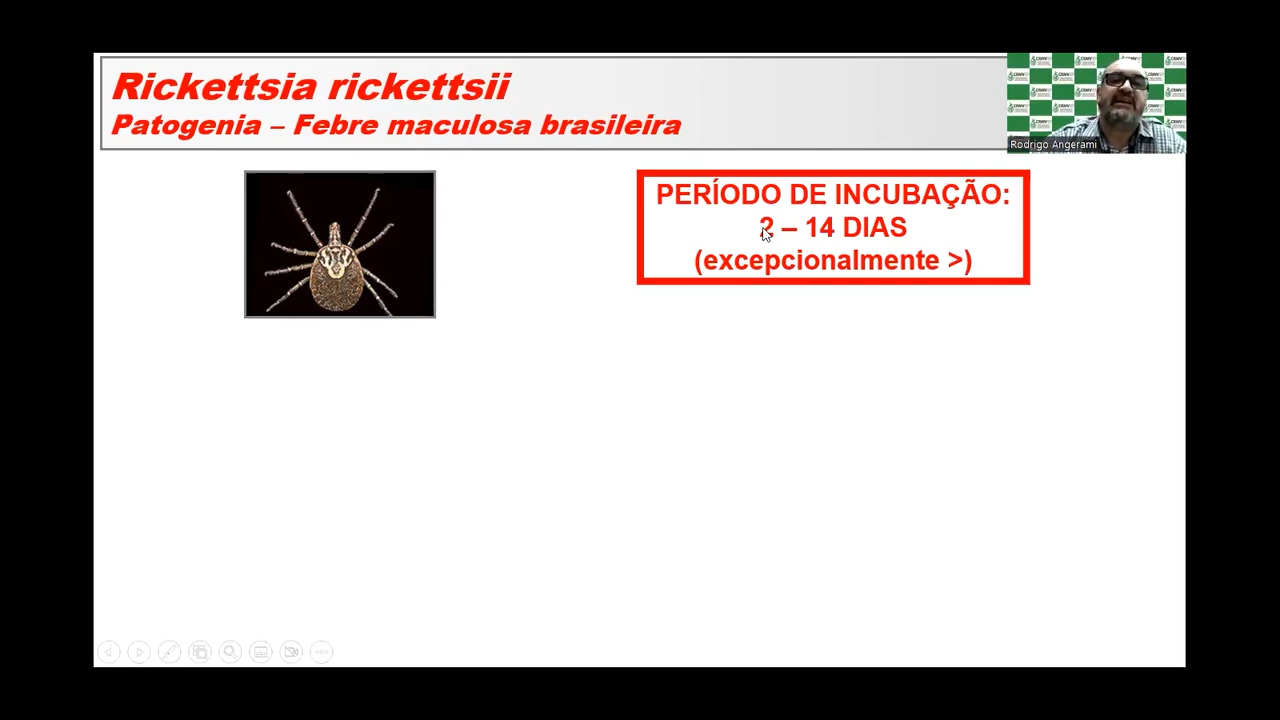 Rickettsia rickettsii
Patogenia – Febre maculosa brasileira
Rodrigo Angerami
PERÍODO DE INCUBAÇÃO:
2 – 14 DIAS
(excepcionalmente >)